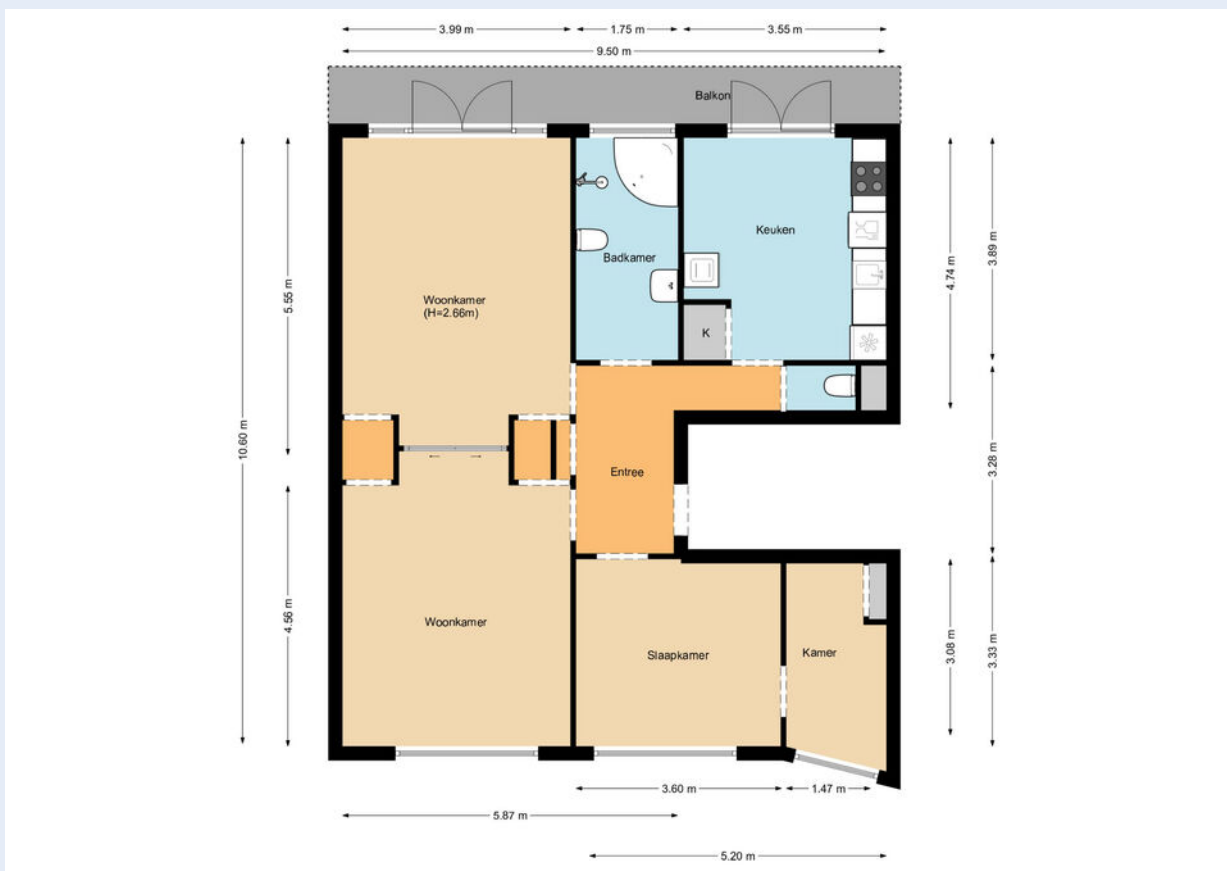 3.99 m
1.75 m
3.55 m
9.50 m
Balkon
Keuken
Badkamer
Woonkamer
(H=2.66m)
K
Entree
Woonkamer
Slaapkamer
Kamer
10.60 m
5.55 m
4.56 m
4.74 m
3.89 m
3.28 m
3.08 m
3.33 m
3.60 m
1.47 m
5.87 m
5.20 m